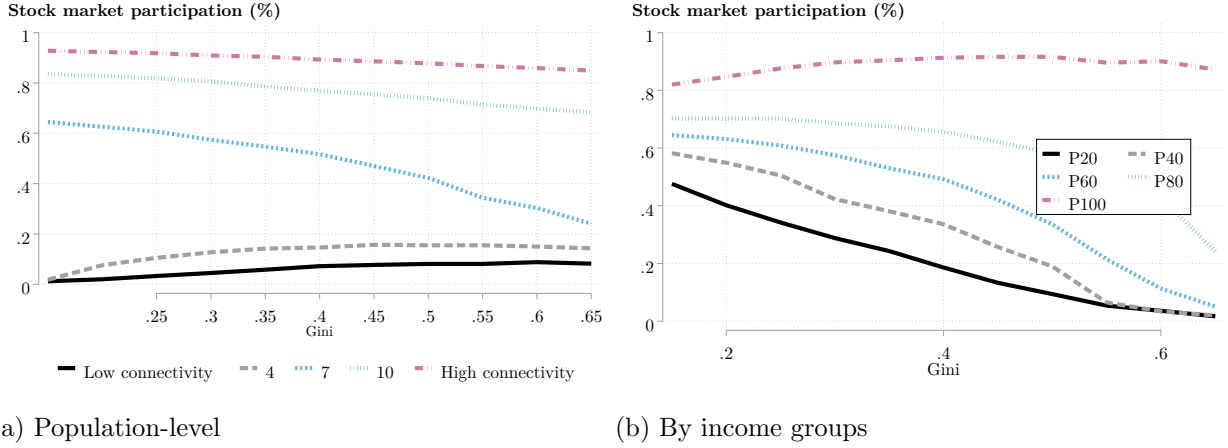 Stock market participation (%)
1
.8
.6
.4
.2
0
.25 .3 .35 .4 .45 .5 .55 .6 .65
Gini
Low connectivity 4 7 10 High connectivity
a) Population-level
Stock market participation (%)
1
.8
.6
.4
.2
0
P20 P40
P60 P80
P100
.2 .4 .6
Gini
(b) By income groups